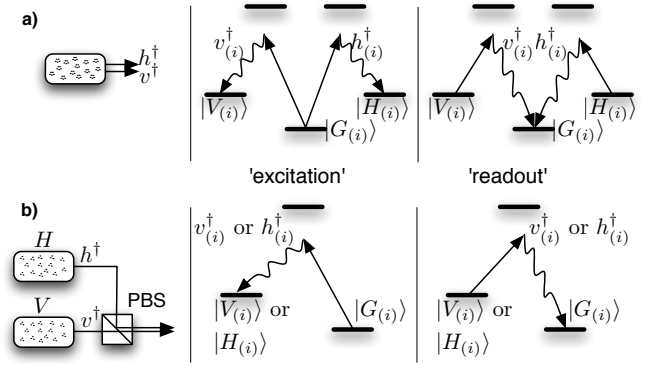 a)
h†
v†
v†(i)
h†(i)
|V(i)⟩
|G(i)⟩
|H(i)⟩
v†(i) h†(i)
|V(i)⟩
|G(i)⟩
|H(i)⟩
'excitation'
'readout'
b)
H
h†
V
v†
PBS
v†(i) or h†(i)
|V(i)⟩ or
|H(i)⟩
|G(i)⟩
v†(i) or h†(i)
|V(i)⟩ or
|H(i)⟩
|G(i)⟩